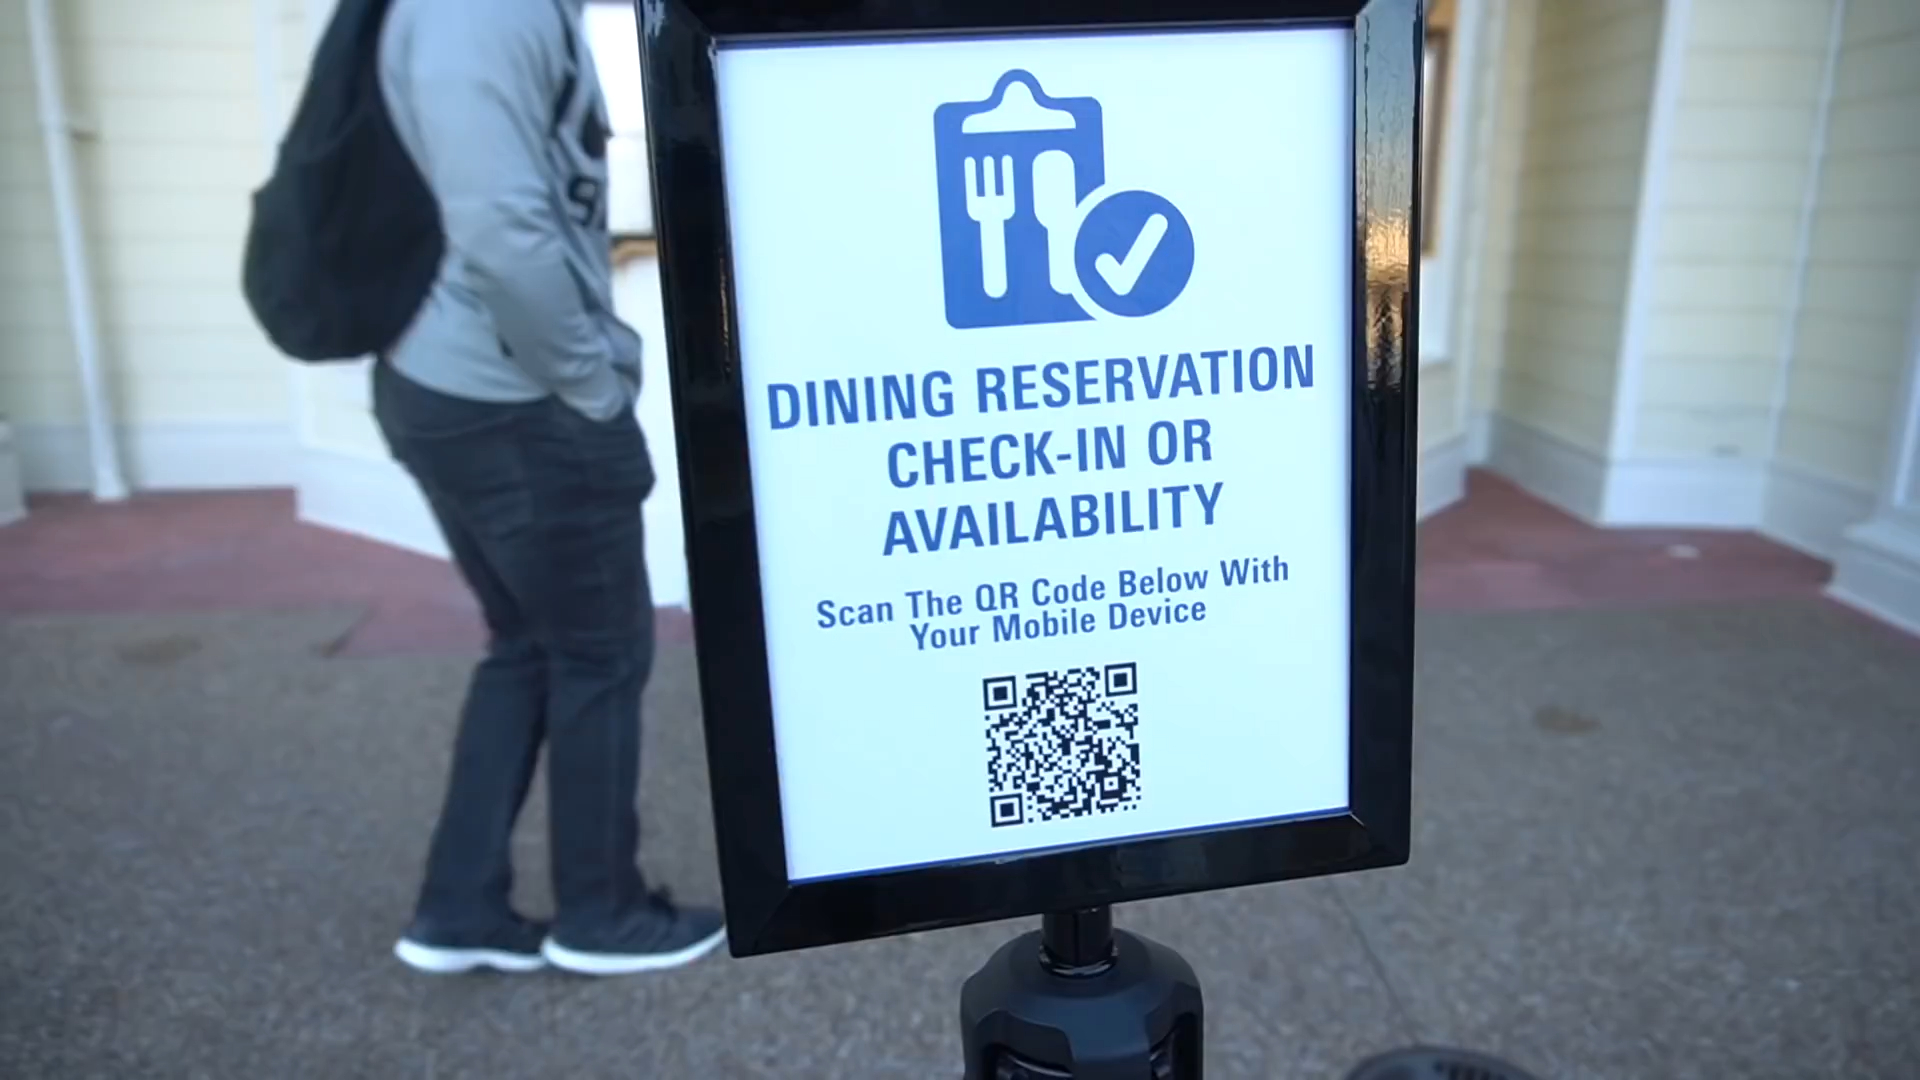 DINING RESERVATION
CHECK-IN OR
AVAILABILITY
Scan The QR Code Below With
Your Mobile Device